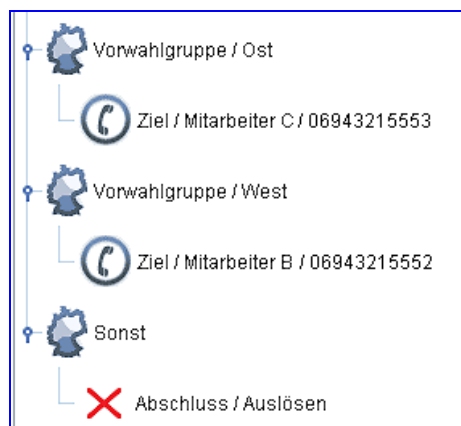 Vorwahlgruppe / Ost
Ziel / Mitarbeiter C / 06943215553
Vorwahlgruppe / West
Ziel / Mitarbeiter B / 06943215552
Sonst
Abschluss / Auslösen